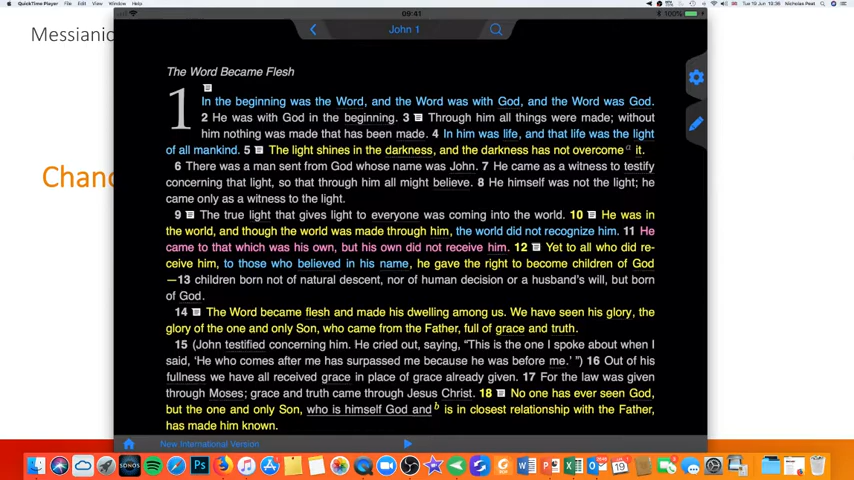 QuickTime Player File Edit View Window Help
100% Tue 19 Jun 15:36 Nicholas Peat
Messianic
Chanc
09:41
100%
John 1
The Word Became Flesh
1 In the beginning was the Word, and the Word was with God, and the Word was God.
2 He was with God in the beginning. 3 Through him all things were made; without
him nothing was made that has been made. 4 In him was life, and that life was the light
of all mankind. 5 The light shines in the darkness, and the darkness has not overcome a it.
6 There was a man sent from God whose name was John. 7 He came as a witness to testify
concerning that light, so that through him all might believe. 8 He himself was not the light; he
came only as a witness to the light.
9 The true light that gives light to everyone was coming into the world. 10 He was in
the world, and though the world was made through him, the world did not recognize him. 11 He
came to that which was his own, but his own did not receive him. 12 Yet to all who did re-
ceive him, to those who believed in his name, he gave the right to become children of God
—13 children born not of natural descent, nor of human decision or a husband's will, but born
of God.
14 The Word became flesh and made his dwelling among us. We have seen his glory, the
glory of the one and only Son, who came from the Father, full of grace and truth.
15 (John testified concerning him. He cried out, saying, “This is the one I spoke about when I
said, ‘He who comes after me has surpassed me because he was before me.’ ”) 16 Out of his
fullness we have all received grace in place of grace already given. 17 For the law was given
through Moses; grace and truth came through Jesus Christ. 18 No one has ever seen God,
but the one and only Son, who is himself God and b is in closest relationship with the Father,
has made him known.
New International Version
SONOS
Ps
19